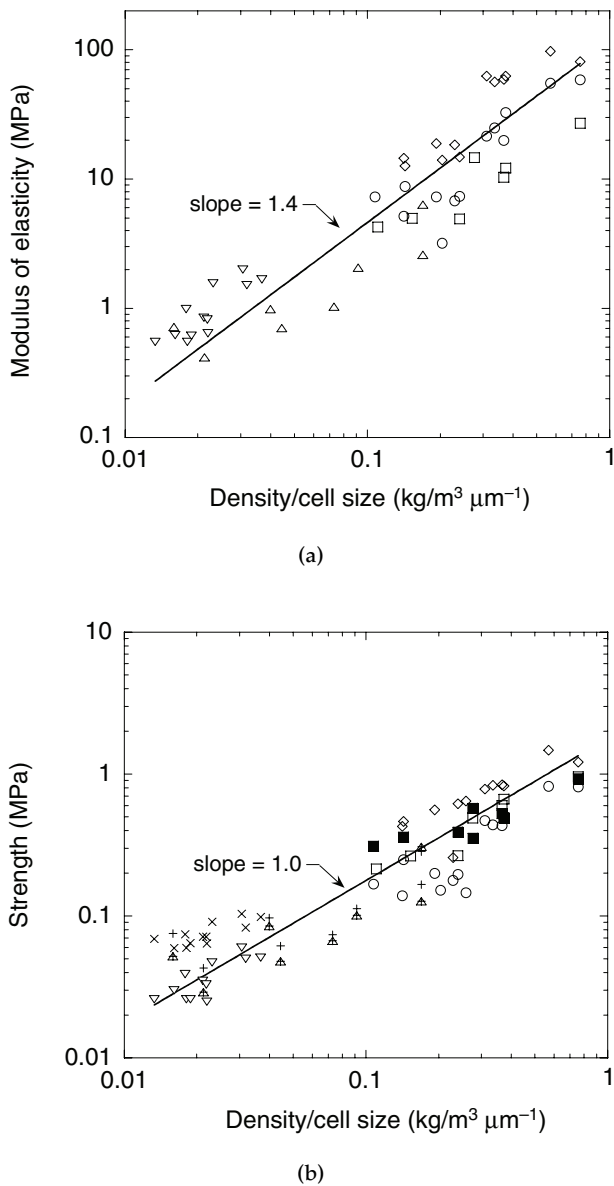 100
10
1
0.1
Modulus of elasticity (MPa)
slope = 1.4
0.01
0.1
1
Density/cell size (kg/m³ μm⁻¹)
(a)
10
1
0.1
0.01
Strength (MPa)
slope = 1.0
0.01
0.1
1
Density/cell size (kg/m³ μm⁻¹)
(b)